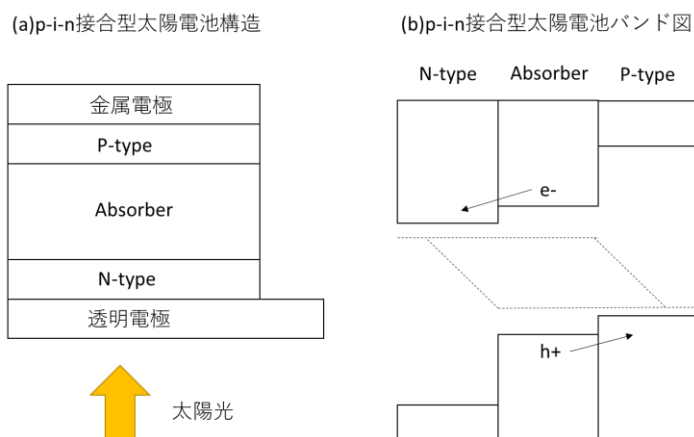 (a)p-i-n接合型太陽電池構造
金属電極
P-type
Absorber
N-type
透明電極
太陽光
(b)p-i-n接合型太陽電池バンド図
N-type Absorber P-type
e-
h+